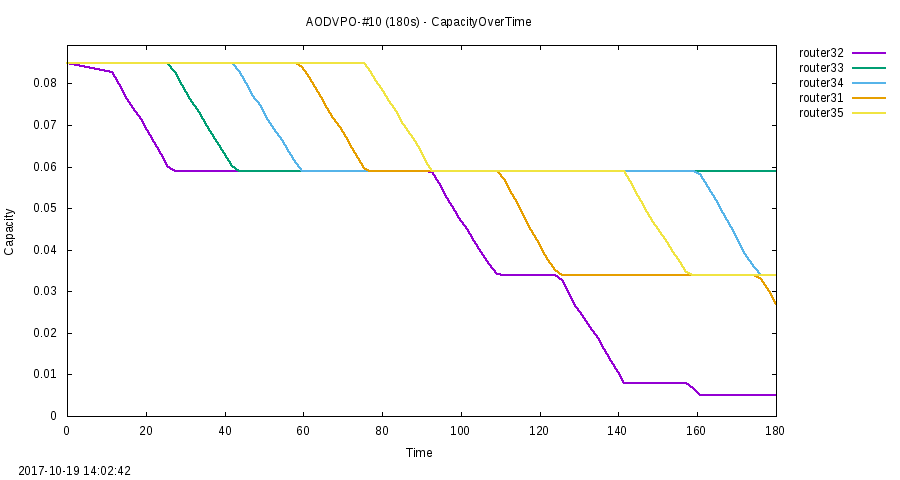 AODVPO-#10 (180s) - CapacityOverTime
router32
router33
router34
router31
router35
0.08
0.07
0.06
0.05
0.04
0.03
0.02
0.01
0
Capacity
0 20 40 60 80 100 120 140 160 180
Time
2017-10-19 14:02:42